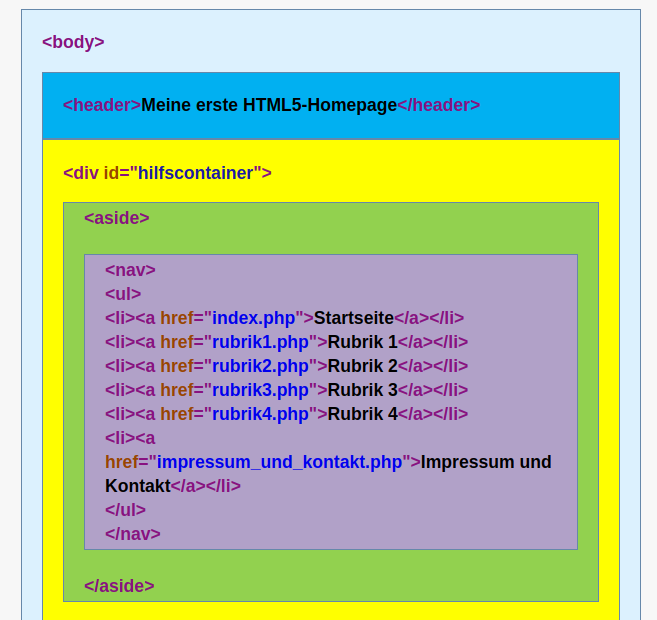 <body>
<header>Meine erste HTML5-Homepage</header>
<div id="hilfscontainer">
<aside>
<nav>
<ul>
<li><a href="index.php">Startseite</a></li>
<li><a href="rubrik1.php">Rubrik 1</a></li>
<li><a href="rubrik2.php">Rubrik 2</a></li>
<li><a href="rubrik3.php">Rubrik 3</a></li>
<li><a href="rubrik4.php">Rubrik 4</a></li>
<li><a
href="impressum_und_kontakt.php">Impressum und
Kontakt</a></li>
</ul>
</nav>
</aside>